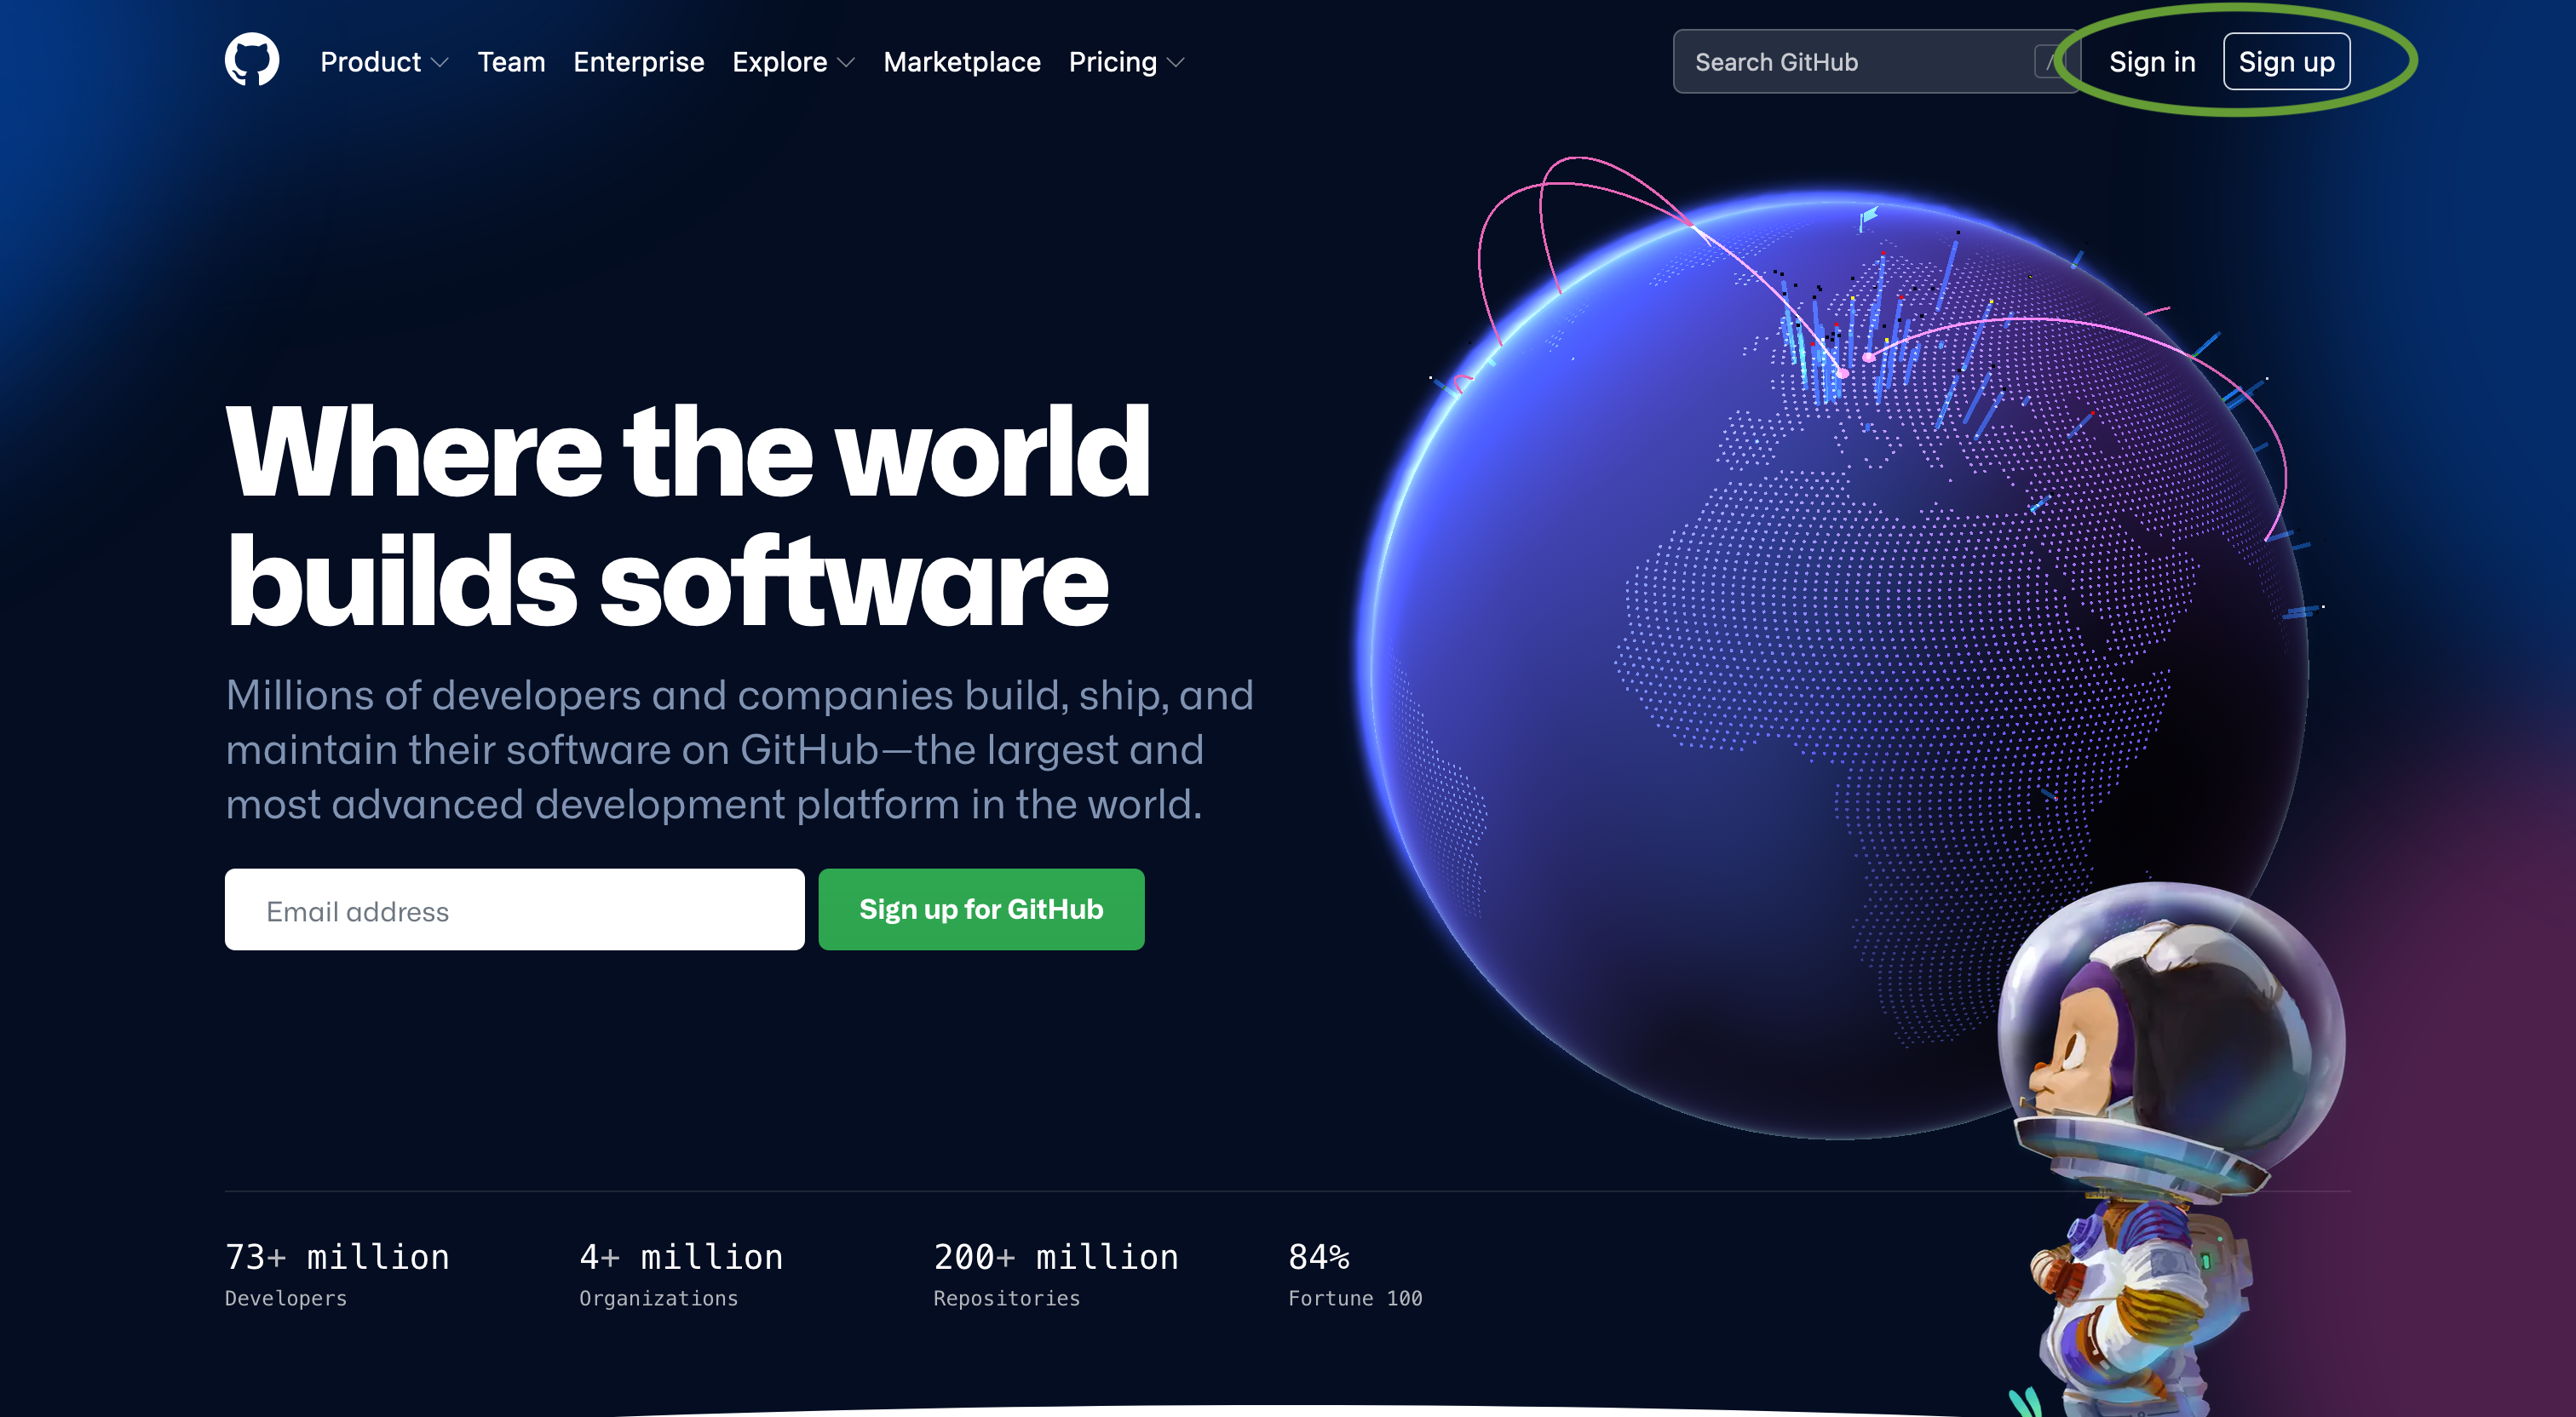 Product Team Enterprise Explore Marketplace Pricing Search GitHub / Sign in Sign up
Where the world
builds software
Millions of developers and companies build, ship, and
maintain their software on GitHub—the largest and
most advanced development platform in the world.
Email address Sign up for GitHub
73+ million 4+ million 200+ million 84%
Developers Organizations Repositories Fortune 100